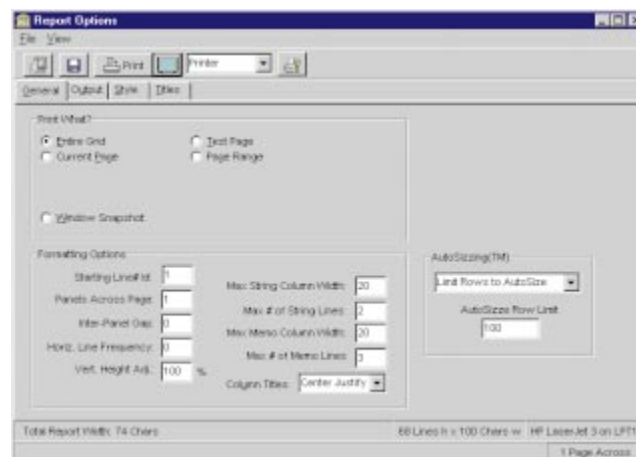 Report Options
File View
Print Printer
General Output Style Titles
Print What?
Entire Grid Test Page
Current Page Page Range
Window Snapshot
Formatting Options
Starting Line# id: 1
Panels Across Page: 1
Inter-Panel Gap: 0
Horiz. Line Frequency: 0
Vert. Height Adj.: 100 %
Max String Column Width: 20
Max # of String Lines: 2
Max Memo Column Width: 20
Max # of Memo Lines: 3
Column Titles: Center Justify
AutoSizing(TM)
Limit Rows to AutoSize
AutoSize Row Limit
100
Total Report Width: 74 Chars 68 Lines h x 100 Chars w HP LaserJet 3 on LPT1
1 Page Across